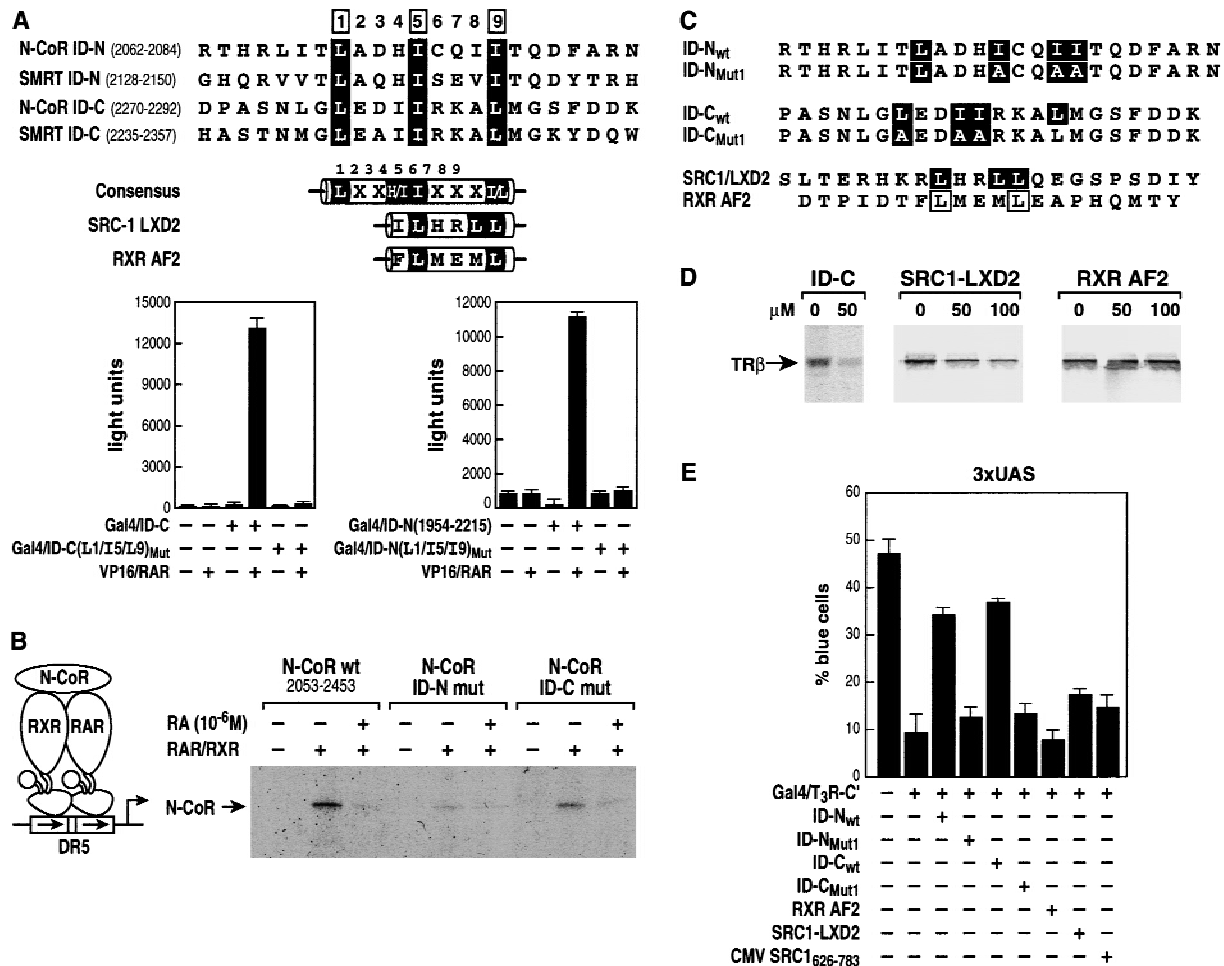 A
1 2 3 4 5 6 7 8 9
N-CoR ID-N (2062-2084) R T H R L I T L A D H I C Q I I T Q D F A R N
SMRT ID-N (2128-2150) G H Q R V V T L A Q H I S E V I T Q D Y T R H
N-CoR ID-C (2270-2292) D P A S N L G L E D I I R K A L M G S F D D K
SMRT ID-C (2235-2357) H A S T N M G L E A I I R K A L M G K Y D Q W
1 2 3 4 5 6 7 8 9
Consensus L X X H/I I X X X I/L
SRC-1 LXD2 I L H R L L
RXR AF2 F L M E M L
15000
12000
9000
6000
3000
0
light units
Gal4/ID-C – – + + – –
Gal4/ID-C(L1/I5/L9)Mut – – – – + +
VP16/RAR – + – + – +
12000
10000
8000
6000
4000
2000
0
light units
Gal4/ID-N(1954-2215) – – + + – –
Gal4/ID-N(L1/I5/I9)Mut – – – – + +
VP16/RAR – + – + – +
B
N-CoR
RXR RAR
DR5
N-CoR wt
2053-2453
N-CoR
ID-N mut
N-CoR
ID-C mut
RA (10-6M) – – + – – + – – +
RAR/RXR – + + – + + – + +
N-CoR
C
ID-Nwt R T H R L I T L A D H I C Q I I T Q D F A R N
ID-NMut1 R T H R L I T L A D H A C Q A A T Q D F A R N
ID-Cwt P A S N L G L E D I I R K A L M G S F D D K
ID-CMut1 P A S N L G A E D A A R K A L M G S F D D K
SRC1/LXD2 S L T E R H K R L H R L L Q E G S P S D I Y
RXR AF2 D T P I D T F L M E M L E A P H Q M T Y
D
ID-C SRC1-LXD2 RXR AF2
μM 0 50 0 50 100 0 50 100
TRβ
E
3xUAS
60
50
40
30
20
10
0
% blue cells
Gal4/T3R-C' – + + + + + + + +
ID-Nwt – – + – – – – – –
ID-NMut1 – – – + – – – – –
ID-Cwt – – – – + – – – –
ID-CMut1 – – – – – + – – –
RXR AF2 – – – – – – + – –
SRC1-LXD2 – – – – – – – + –
CMV SRC1626-783 – – – – – – – – +